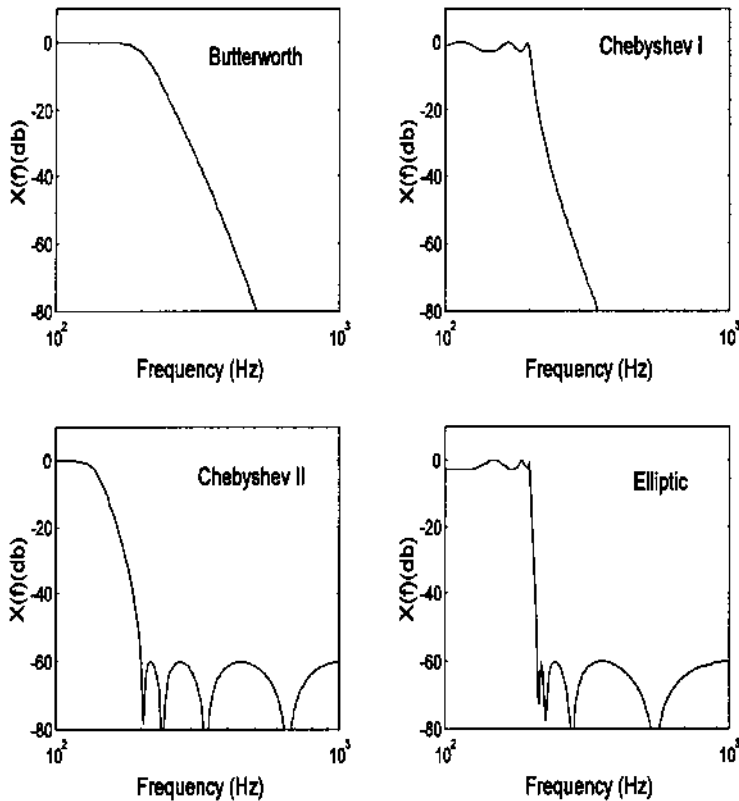 Butterworth
X(f)(db)
0
-20
-40
-60
-80
10²
10³
Frequency (Hz)
Chebyshev I
X(f)(db)
0
-20
-40
-60
-80
10²
10³
Frequency (Hz)
Chebyshev II
X(f)(db)
0
-20
-40
-60
-80
10²
10³
Frequency (Hz)
Elliptic
X(f)(db)
0
-20
-40
-60
-80
10²
10³
Frequency (Hz)